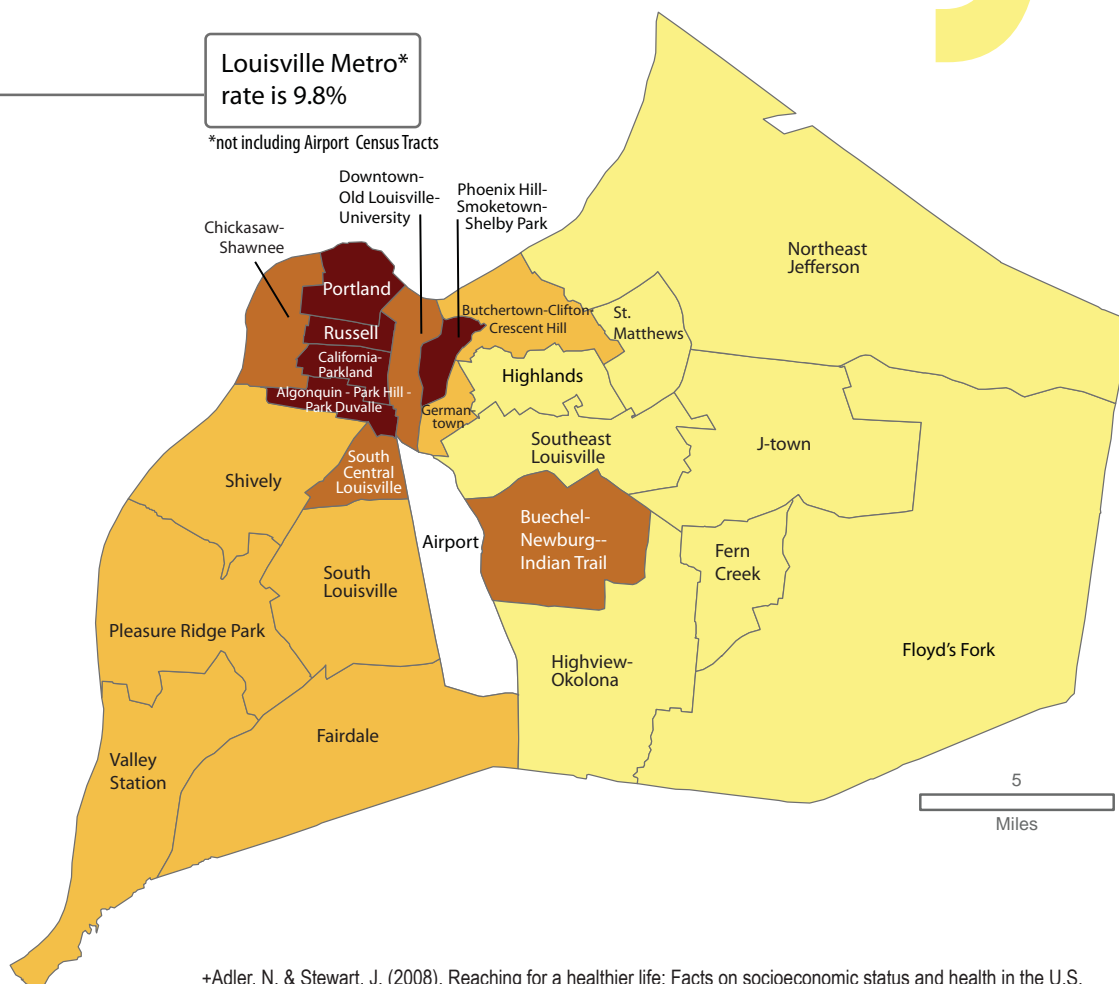 Louisville Metro*
rate is 9.8%
*not including Airport Census Tracts
Downtown-
Old Louisville-
University
Phoenix Hill-
Smoketown-
Shelby Park
Chickasaw-
Shawnee
Northeast
Jefferson
Portland
Butchertown-Clifton-
Crescent Hill
St.
Matthews
Russell
California-
Parkland
Highlands
Algonquin - Park Hill -
Park Duvalle
German-
town
Southeast
Louisville
J-town
South
Central
Louisville
Shively
Buechel-
Newburg--
Indian Trail
Airport
Fern
Creek
South
Louisville
Pleasure Ridge Park
Highview-
Okolona
Floyd's Fork
Fairdale
Valley
Station
5
Miles
+Adler, N. & Stewart, J. (2008). Reaching for a healthier life: Facts on socioeconomic status and health in the U.S.